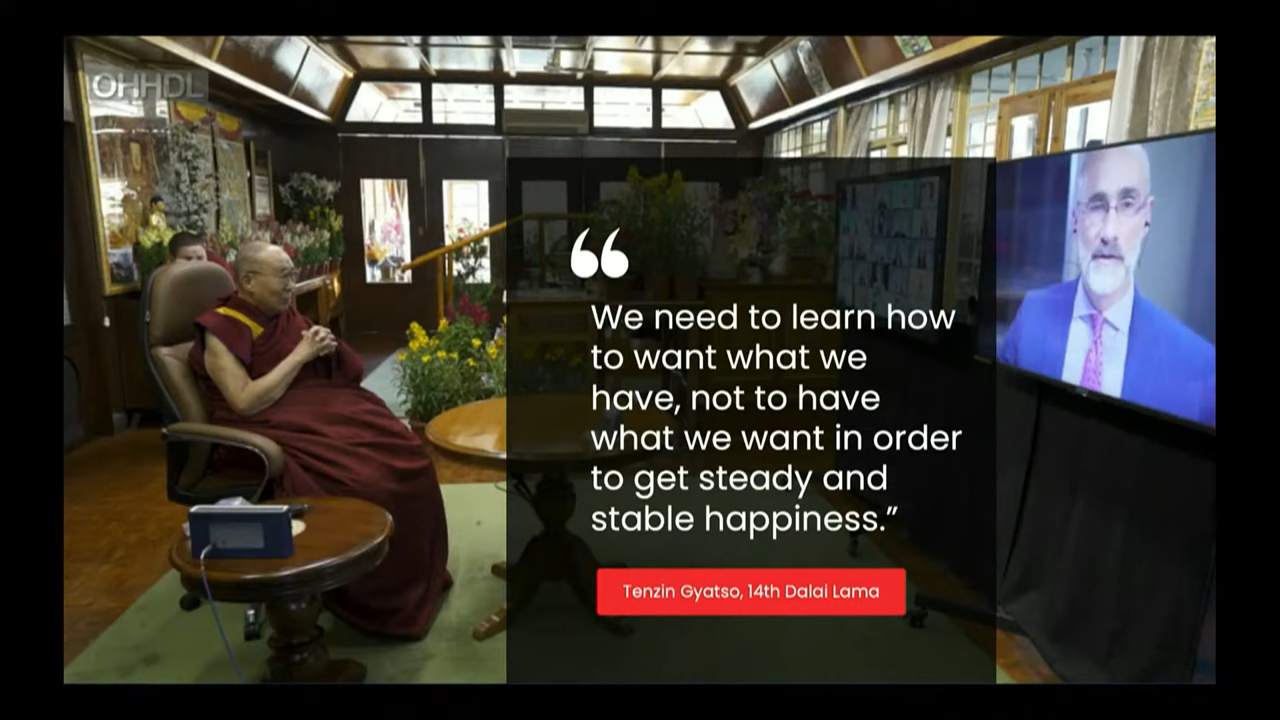 OHHDL
“
We need to learn how
to want what we
have, not to have
what we want in order
to get steady and
stable happiness.”
Tenzin Gyatso, 14th Dalai Lama